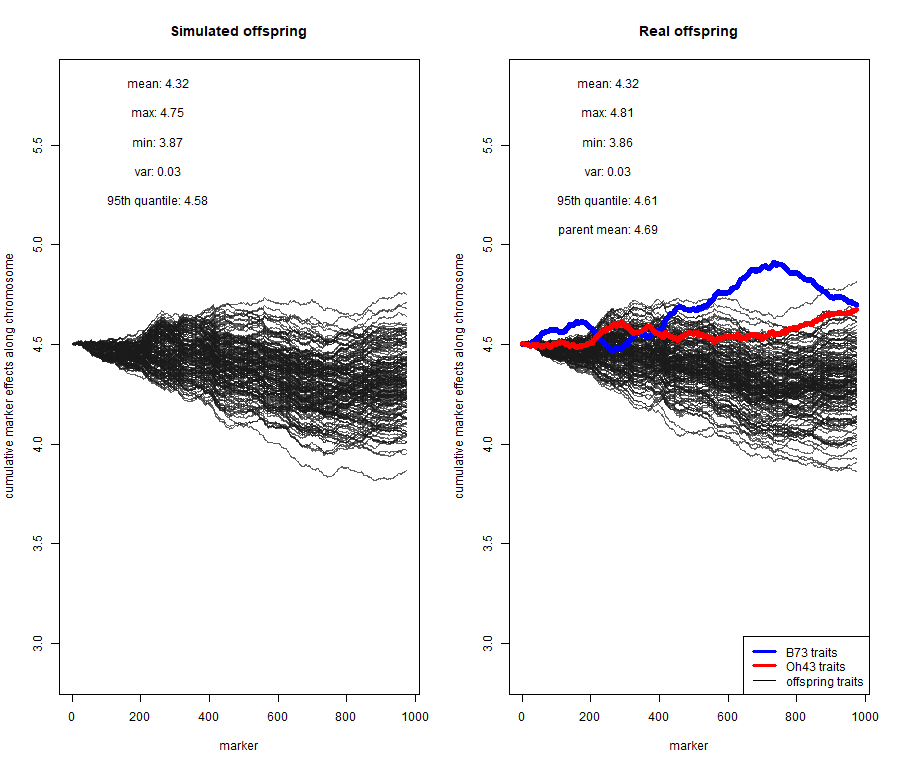 Simulated offspring
mean: 4.32
max: 4.75
min: 3.87
var: 0.03
95th quantile: 4.58
cumulative marker effects along chromosome
5.5
5.0
4.5
4.0
3.5
3.0
0 200 400 600 800 1000
marker
Real offspring
mean: 4.32
max: 4.81
min: 3.86
var: 0.03
95th quantile: 4.61
parent mean: 4.69
cumulative marker effects along chromosome
5.5
5.0
4.5
4.0
3.5
3.0
B73 traits
Oh43 traits
offspring traits
0 200 400 600 800 1000
marker